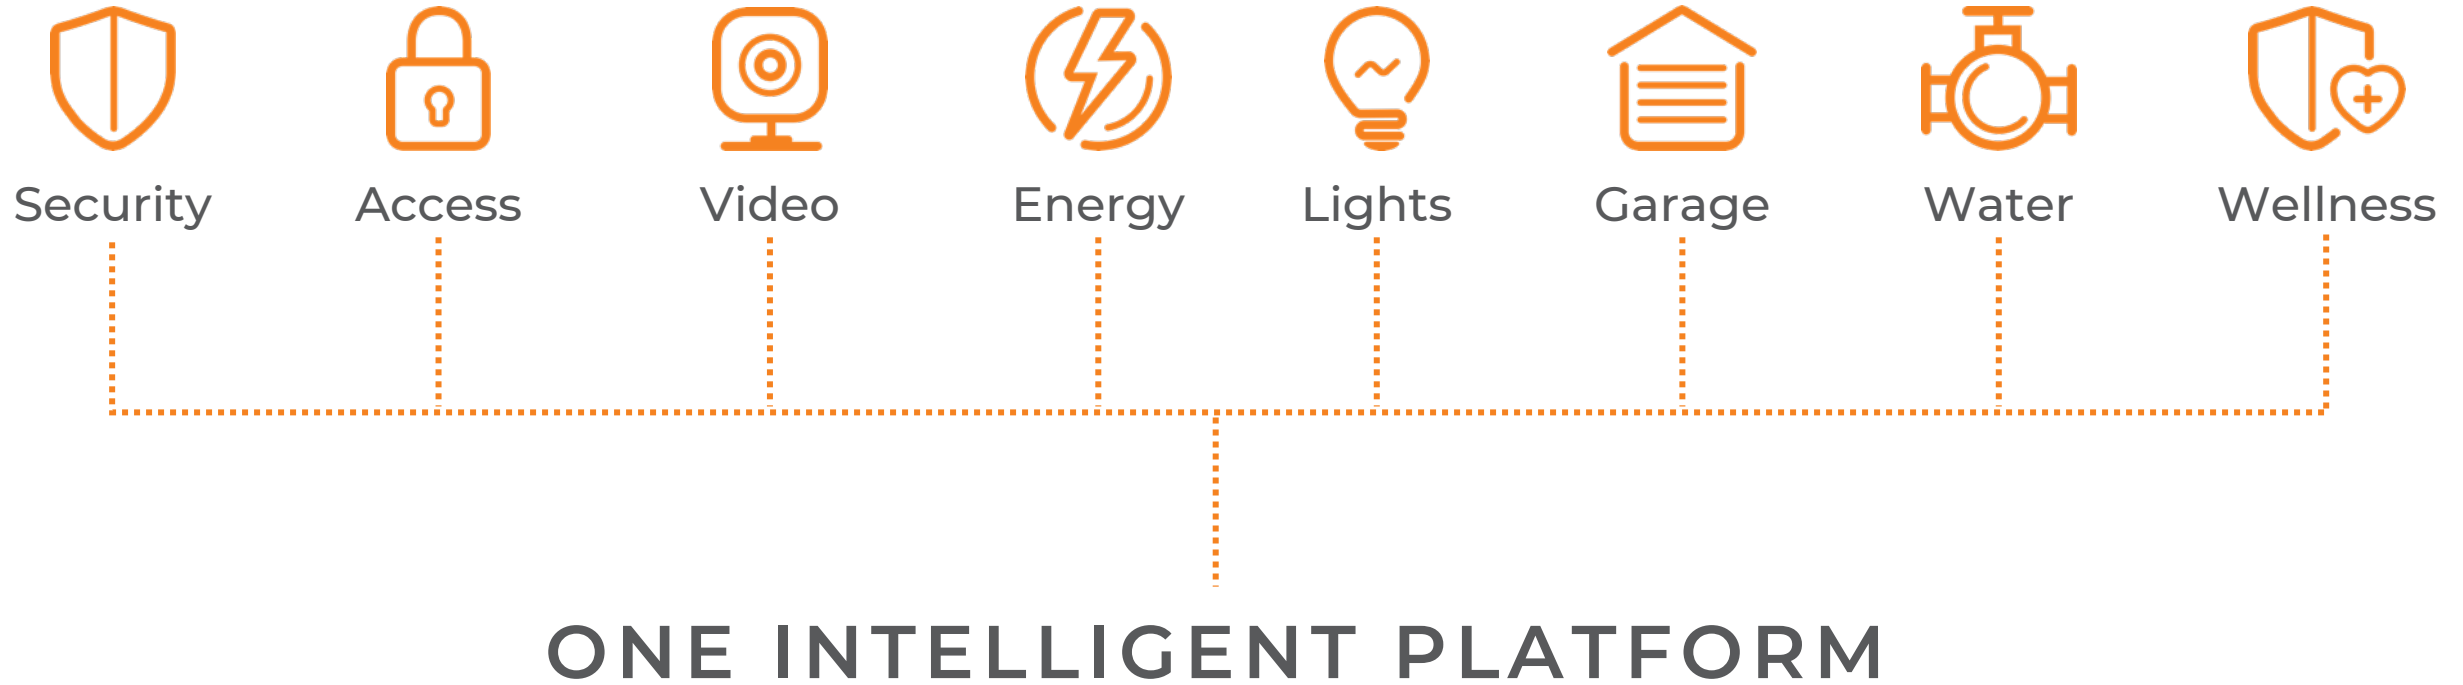 Security Access Video Energy Lights Garage Water Wellness
ONE INTELLIGENT PLATFORM